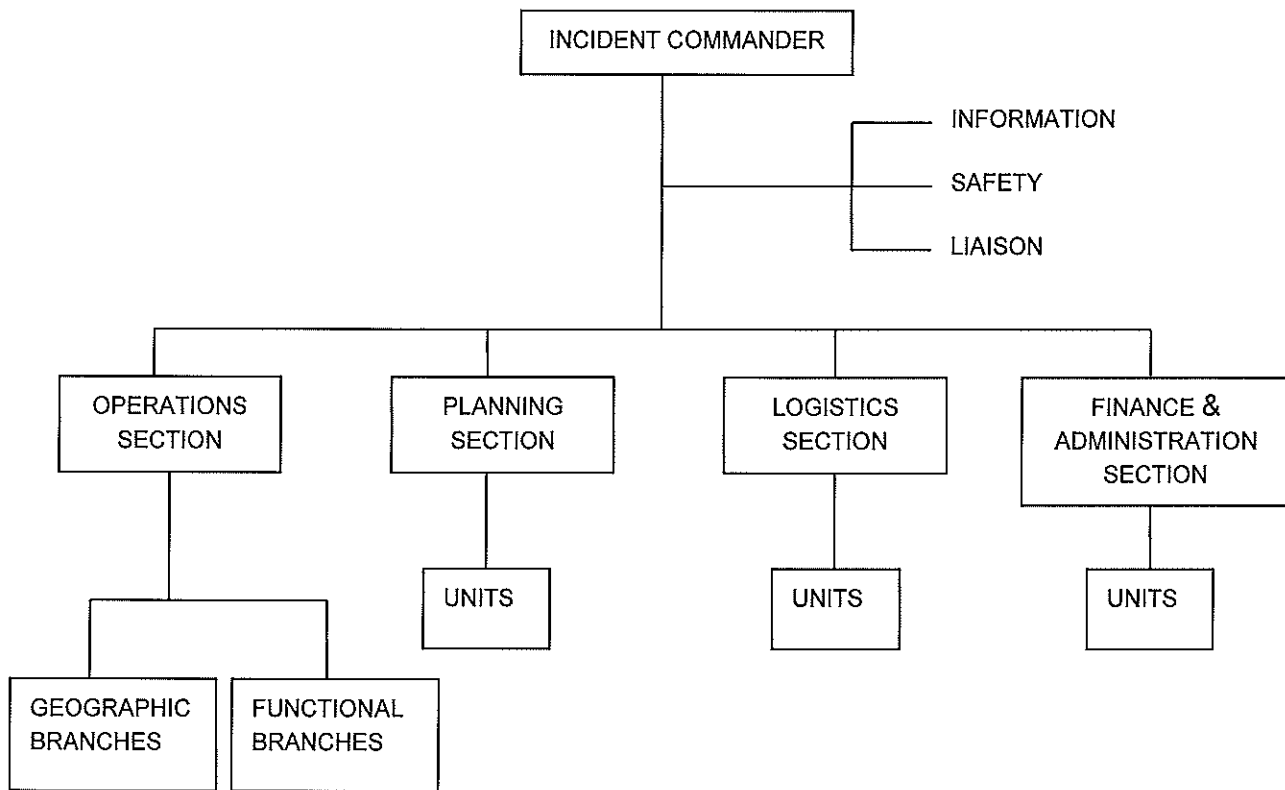 INCIDENT COMMANDER
INFORMATION
SAFETY
LIAISON
OPERATIONS
SECTION
PLANNING
SECTION
LOGISTICS
SECTION
FINANCE &
ADMINISTRATION
SECTION
UNITS
UNITS
UNITS
GEOGRAPHIC
BRANCHES
FUNCTIONAL
BRANCHES